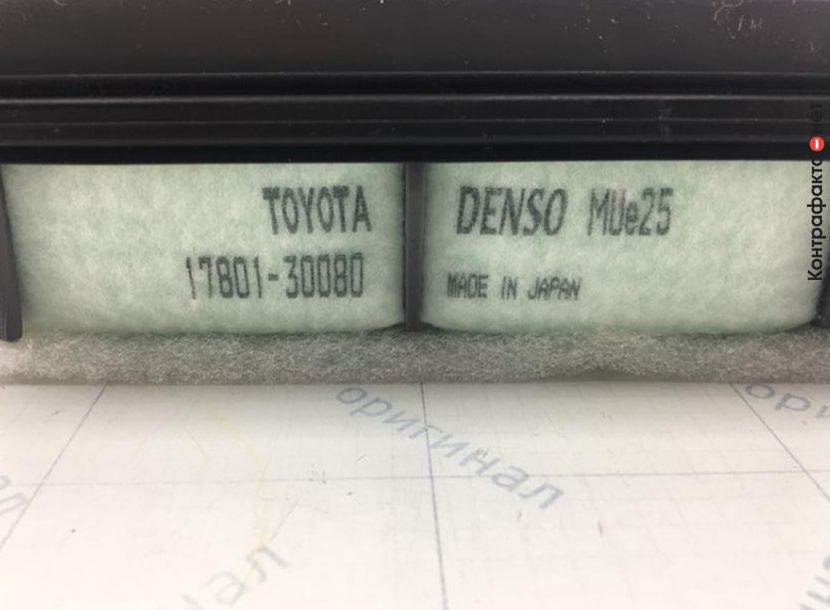 TOYOTA
17801-30080
DENSO MUe25
MADE IN JAPAN
Контрафакта нет
оригинал